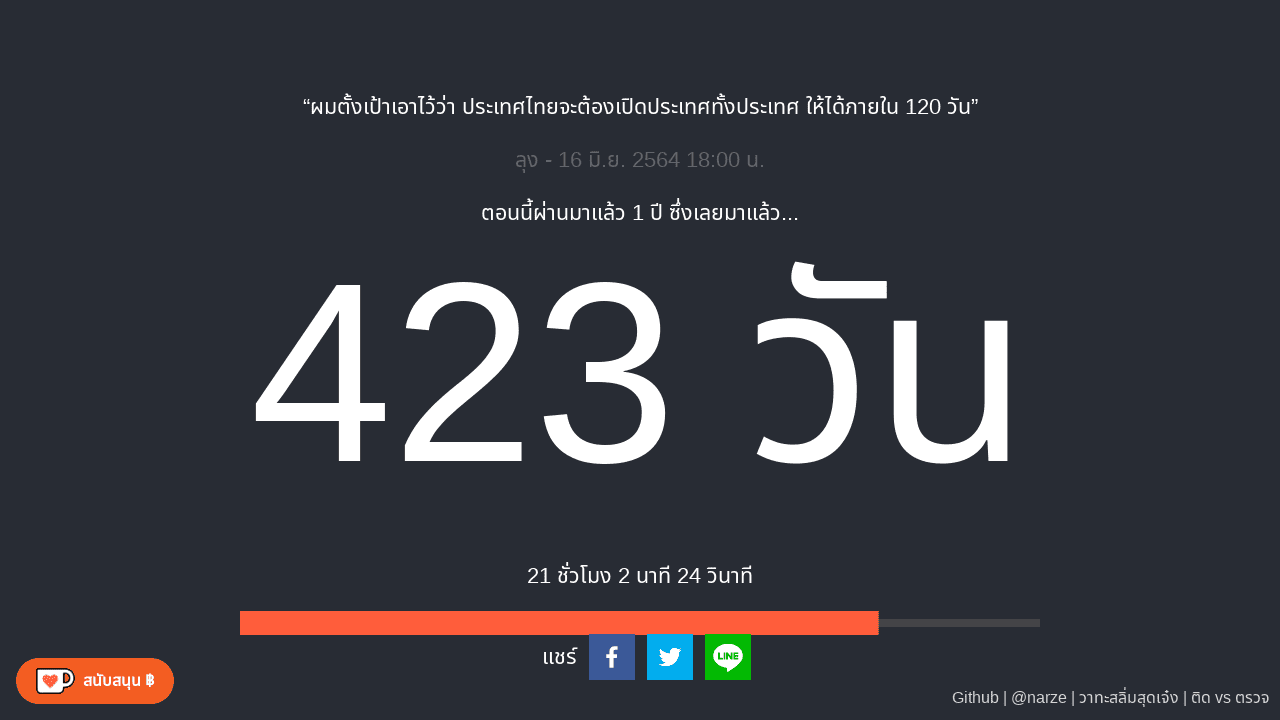 “ผมตั้งเป้าเอาไว้ว่า ประเทศไทยจะต้องเปิดประเทศทั้งประเทศ ให้ได้ภายใน 120 วัน”
ลุง - 16 มิ.ย. 2564 18:00 น.
ตอนนี้ผ่านมาแล้ว 1 ปี ซึ่งเลยมาแล้ว...
423 วัน
21 ชั่วโมง 2 นาที 24 วินาที
แชร์
LINE
สนับสนุน ฿
Github | @narze | วาทะสลิ่มสุดเจ๋ง | ติด vs ตรวจ